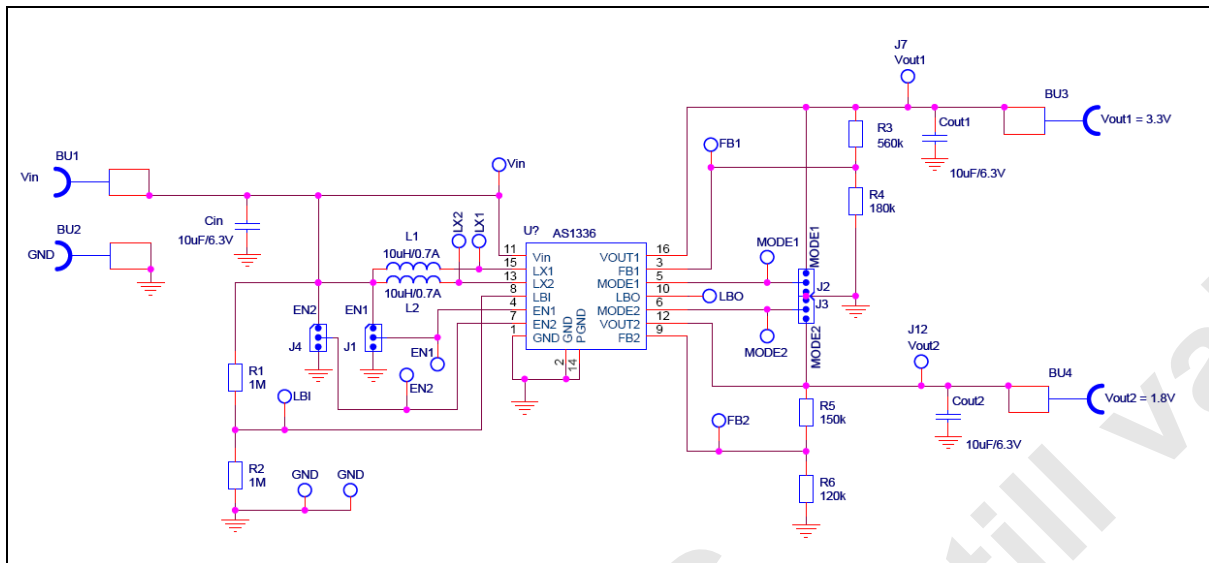 J7
Vout1
BU3
Vout1 = 3.3V
Cout1
10uF/6.3V
R3
560k
FB1
R4
180k
BU1
Vin
Vin
Cin
10uF/6.3V
BU2
GND
LX2
LX1
L1
10uH/0.7A
10uH/0.7A
L2
U?
AS1336
11
Vin
15
LX1
13
LX2
8
LBI
4
EN1
7
EN2
1
GND
GND
PGND
2
14
VOUT1
16
FB1
3
MODE1
5
LBO
10
MODE2
6
VOUT2
12
FB2
9
MODE1
MODE1
J2
J3
LBO
MODE2
MODE2
EN2
J4
EN1
J1
EN1
EN2
J12
Vout2
BU4
Vout2 = 1.8V
Cout2
10uF/6.3V
R1
1M
LBI
R2
1M
GND
GND
FB2
R5
150k
R6
120k
till va